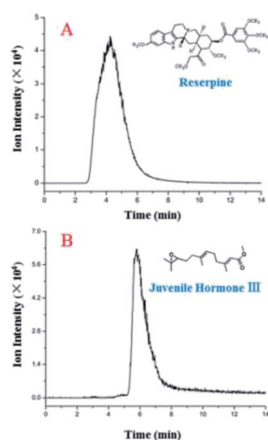 A
Reserpine
Ion Intensity (× 10⁴)
5
4
3
2
1
0
0 2 4 6 8 10 12 14
Time (min)
B
Juvenile Hormone III
Ion Intensity (× 10⁴)
7.0
5.6
4.2
2.8
1.4
0.0
0 2 4 6 8 10 12 14
Time (min)